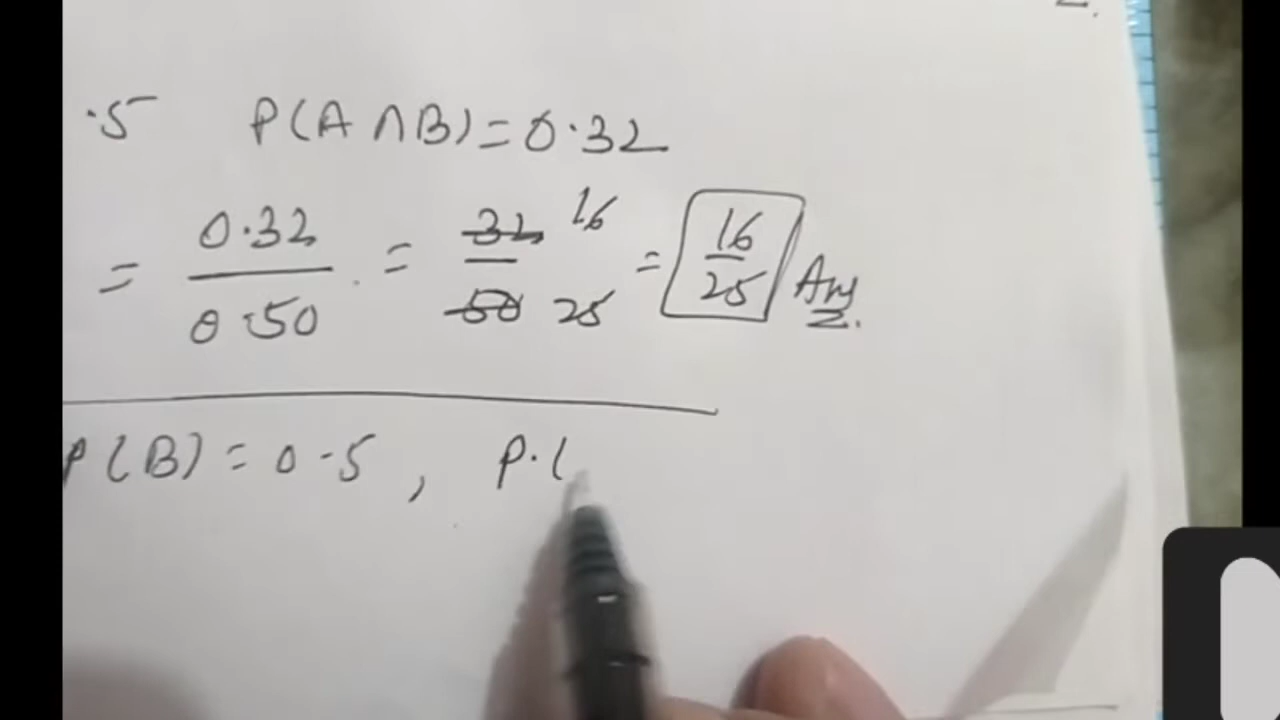 .5 P(A ∩ B) = 0.32
= 0.32/0.50 = 32/50 16/25 = 16/25 Ans
P(B) = 0.5, P.(